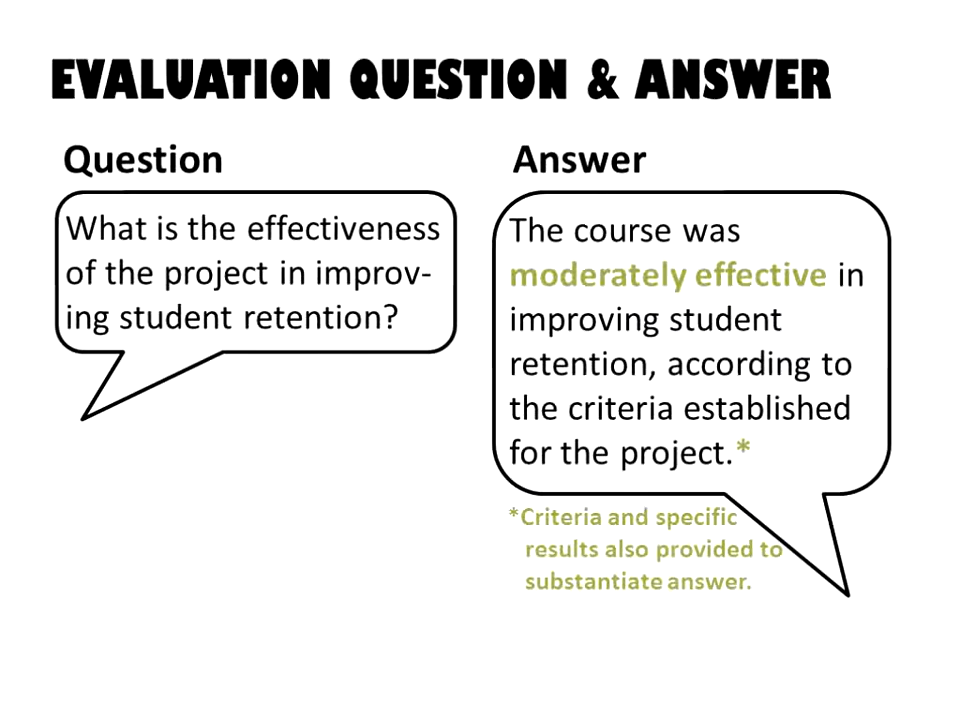 EVALUATION QUESTION & ANSWER
Question
What is the effectiveness
of the project in improv-
ing student retention?
Answer
The course was
moderately effective in
improving student
retention, according to
the criteria established
for the project.*
*Criteria and specific
results also provided to
substantiate answer.